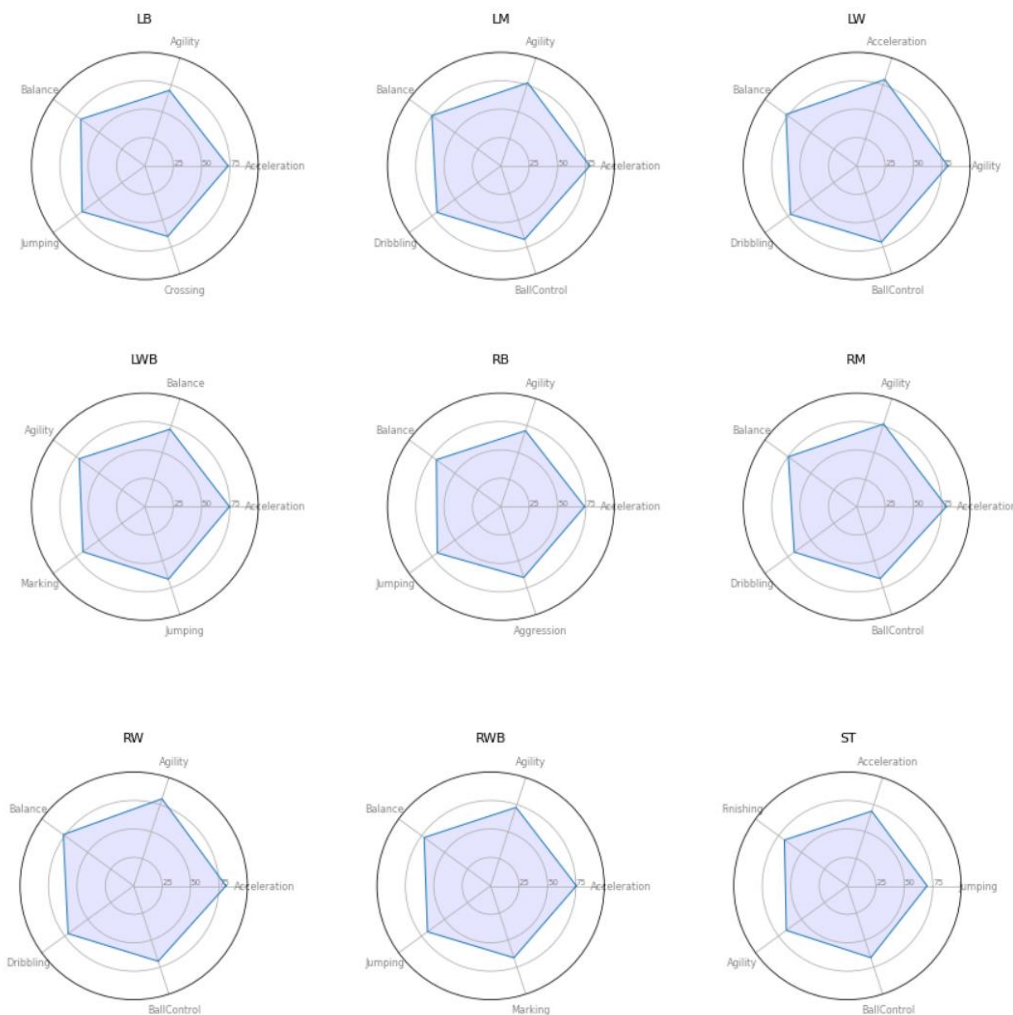 LB
LM
LW
Agility
Agility
Acceleration
Balance
Balance
Balance
25 50 75 Acceleration
25 50 75 Acceleration
25 50 75 Agility
Jumping
Dribbling
Dribbling
Crossing
BallControl
BallControl
LWB
RB
RM
Balance
Agility
Agility
Agility
Balance
Balance
25 50 75 Acceleration
25 50 75 Acceleration
25 50 75 Acceleration
Marking
Jumping
Dribbling
Jumping
Aggression
BallControl
RW
RWB
ST
Agility
Agility
Acceleration
Balance
Balance
Finishing
25 50 75 Acceleration
25 50 75 Acceleration
25 50 75 Jumping
Dribbling
Jumping
Agility
BallControl
Marking
BallControl